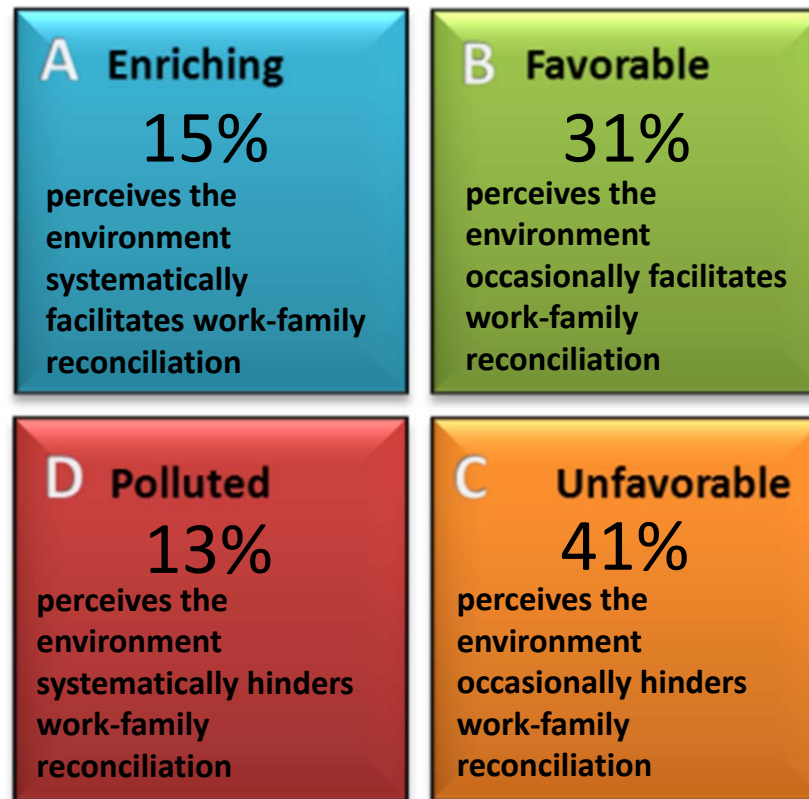 A Enriching
15%
perceives the
environment
systematically
facilitates work-family
reconciliation
B Favorable
31%
perceives the
environment
occasionally facilitates
work-family
reconciliation
D Polluted
13%
perceives the
environment
systematically hinders
work-family
reconciliation
C Unfavorable
41%
perceives the
environment
occasionally hinders
work-family
reconciliation